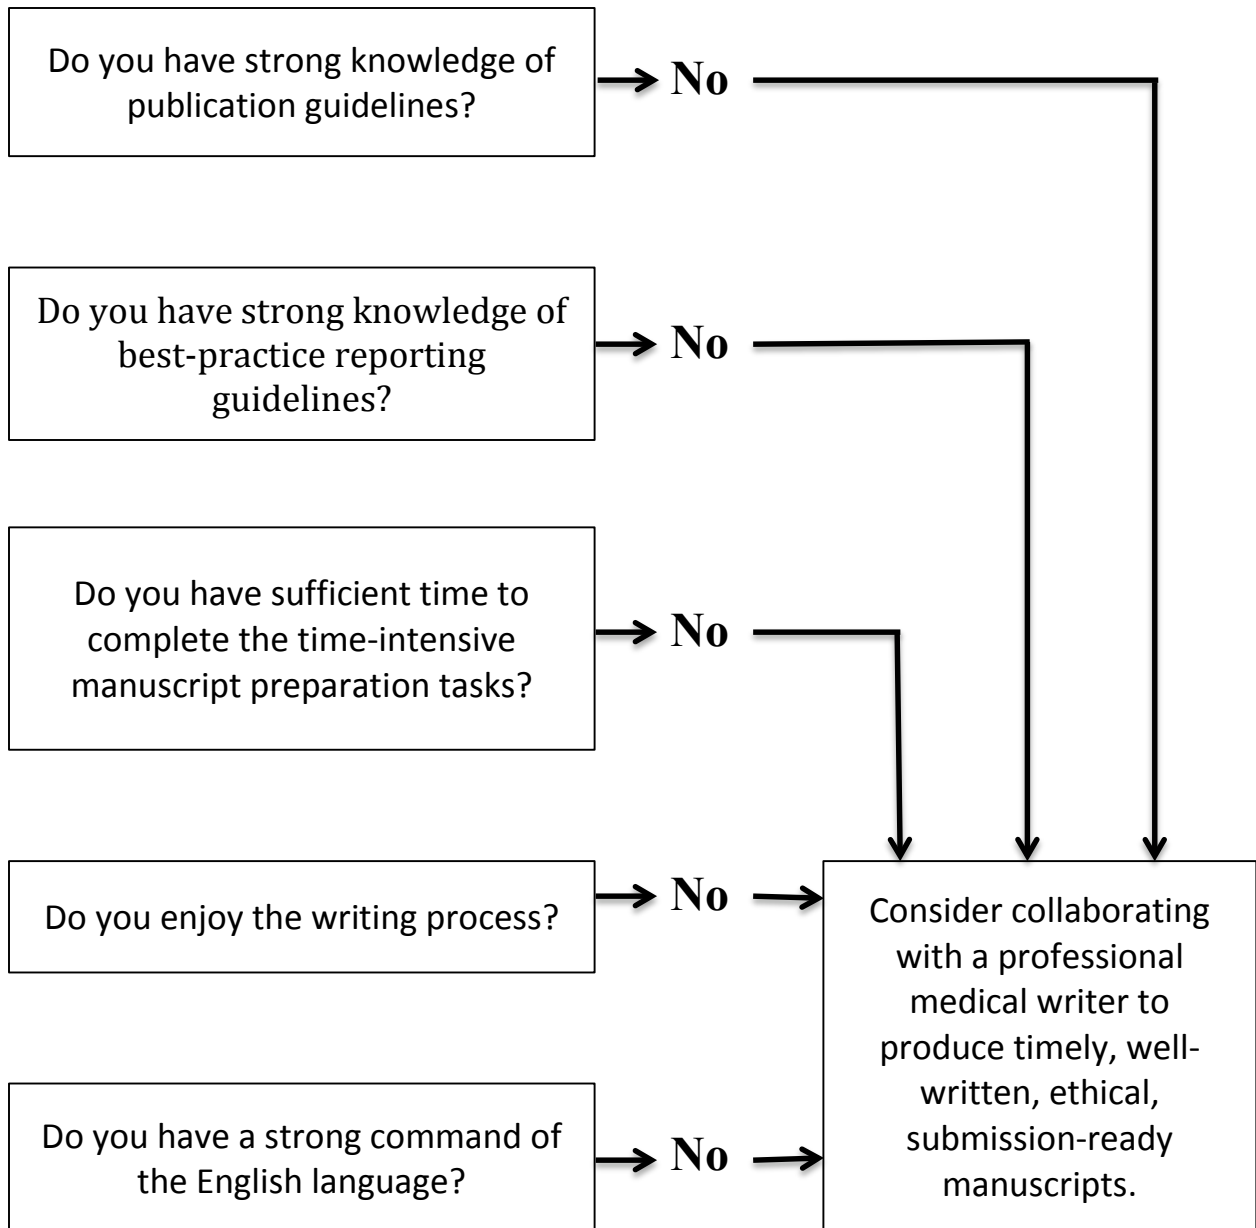 Do you have strong knowledge of
publication guidelines?
No
Do you have strong knowledge of
best-practice reporting
guidelines?
No
Do you have sufficient time to
complete the time-intensive
manuscript preparation tasks?
No
Do you enjoy the writing process?
No
Do you have a strong command of
the English language?
No
Consider collaborating
with a professional
medical writer to
produce timely, well-
written, ethical,
submission-ready
manuscripts.